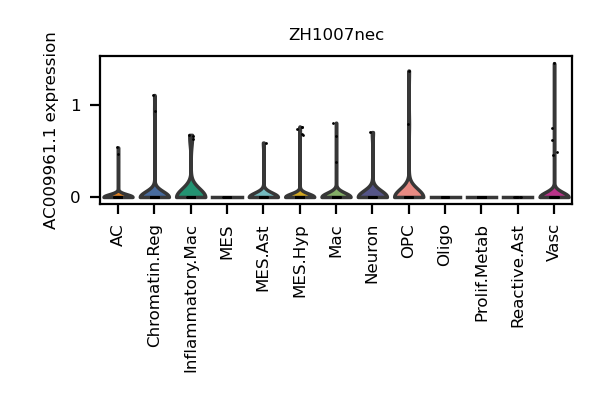 ZH1007nec
AC009961.1 expression
1
0
AC
Chromatin.Reg
Inflammatory.Mac
MES
MES.Ast
MES.Hyp
Mac
Neuron
OPC
Oligo
Prolif.Metab
Reactive.Ast
Vasc